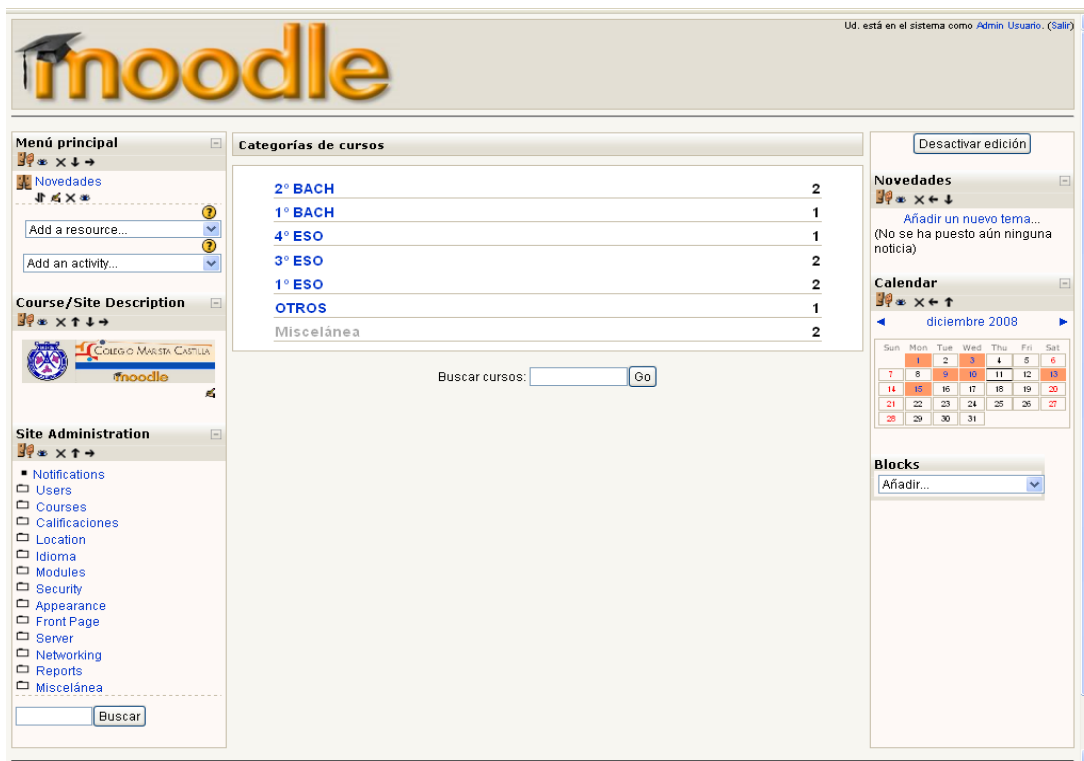 Ud. está en el sistema como Admin Usuario. (Salir)
moodle
Menú principal
Novedades
Add a resource...
Add an activity...
Course/Site Description
COLEGIO MARISTA CASTILLA
moodle
Site Administration
Notifications
Users
Courses
Calificaciones
Location
Idioma
Modules
Security
Appearance
Front Page
Server
Networking
Reports
Miscelánea
Buscar
Categorías de cursos
2º BACH 2
1º BACH 1
4º ESO 1
3º ESO 2
1º ESO 2
OTROS 1
Miscelánea 2
Buscar cursos: Go
Desactivar edición
Novedades
Añadir un nuevo tema...
(No se ha puesto aún ninguna
noticia)
Calendar
diciembre 2008
Sun Mon Tue Wed Thu Fri Sat
1 2 3 4 5 6
7 8 9 10 11 12 13
14 15 16 17 18 19 20
21 22 23 24 25 26 27
28 29 30 31
Blocks
Añadir...